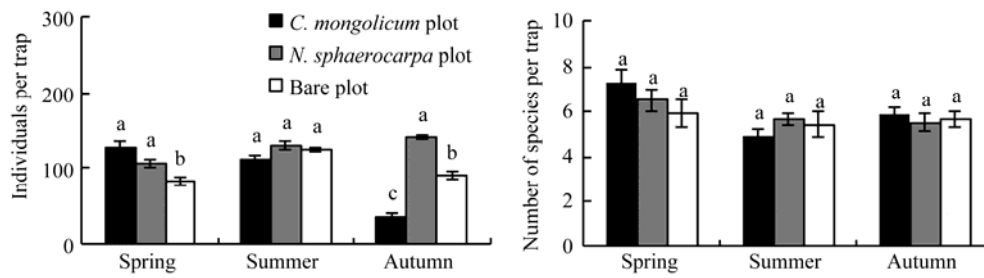 Individuals per trap
300
200
100
0
C. mongolicum plot
N. sphaerocarpa plot
Bare plot
a a b
a a a
c a b
Spring Summer Autumn
Number of species per trap
10
8
6
4
2
0
a a a
a a a
a a a
Spring Summer Autumn